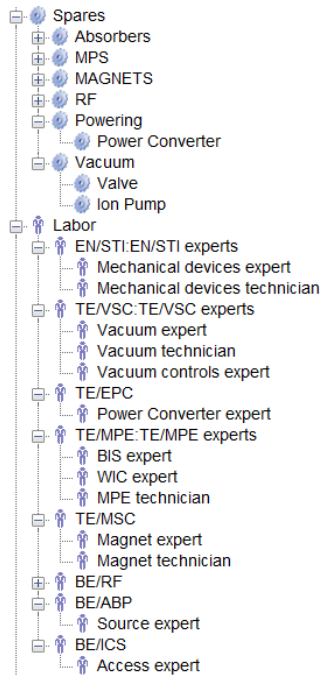 Spares
Absorbers
MPS
MAGNETS
RF
Powering
Power Converter
Vacuum
Valve
Ion Pump
Labor
EN/STI:EN/STI experts
Mechanical devices expert
Mechanical devices technician
TE/VSC:TE/VSC experts
Vacuum expert
Vacuum technician
Vacuum controls expert
TE/EPC
Power Converter expert
TE/MPE:TE/MPE experts
BIS expert
WIC expert
MPE technician
TE/MSC
Magnet expert
Magnet technician
BE/RF
BE/ABP
Source expert
BE/ICS
Access expert